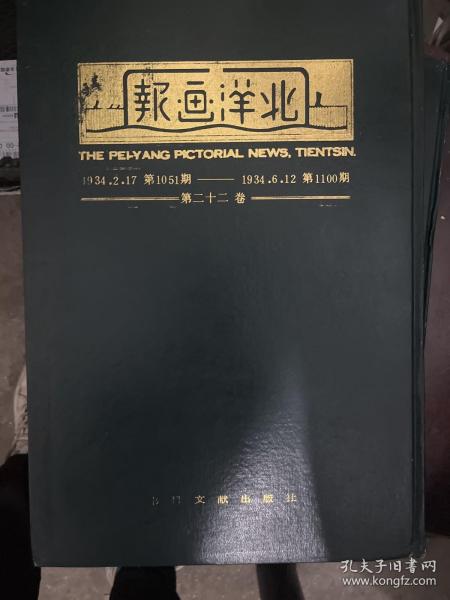 北洋画報
THE PEI-YANG PICTORIAL NEWS, TIENTSIN.
1934.2.17 第1051期 —— 1934.6.12 第1100期
第二十二卷
书目文献出版社
孔夫子旧书网
www.kongfz.com